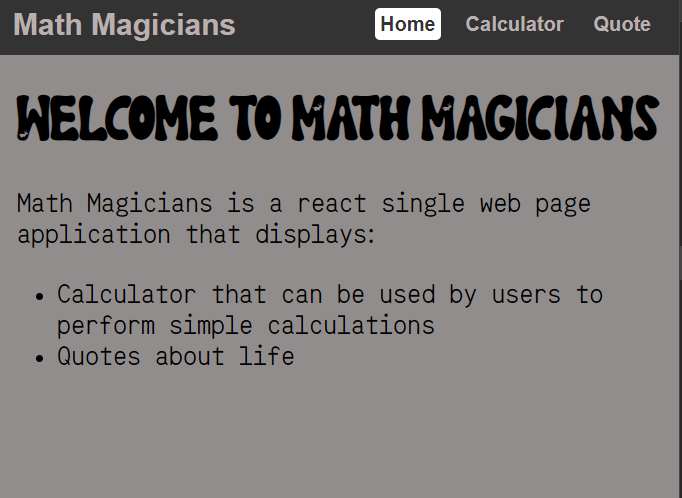 Math Magicians Home Calculator Quote
WELCOME TO MATH MAGICIANS
Math Magicians is a react single web page
application that displays:
• Calculator that can be used by users to
perform simple calculations
• Quotes about life